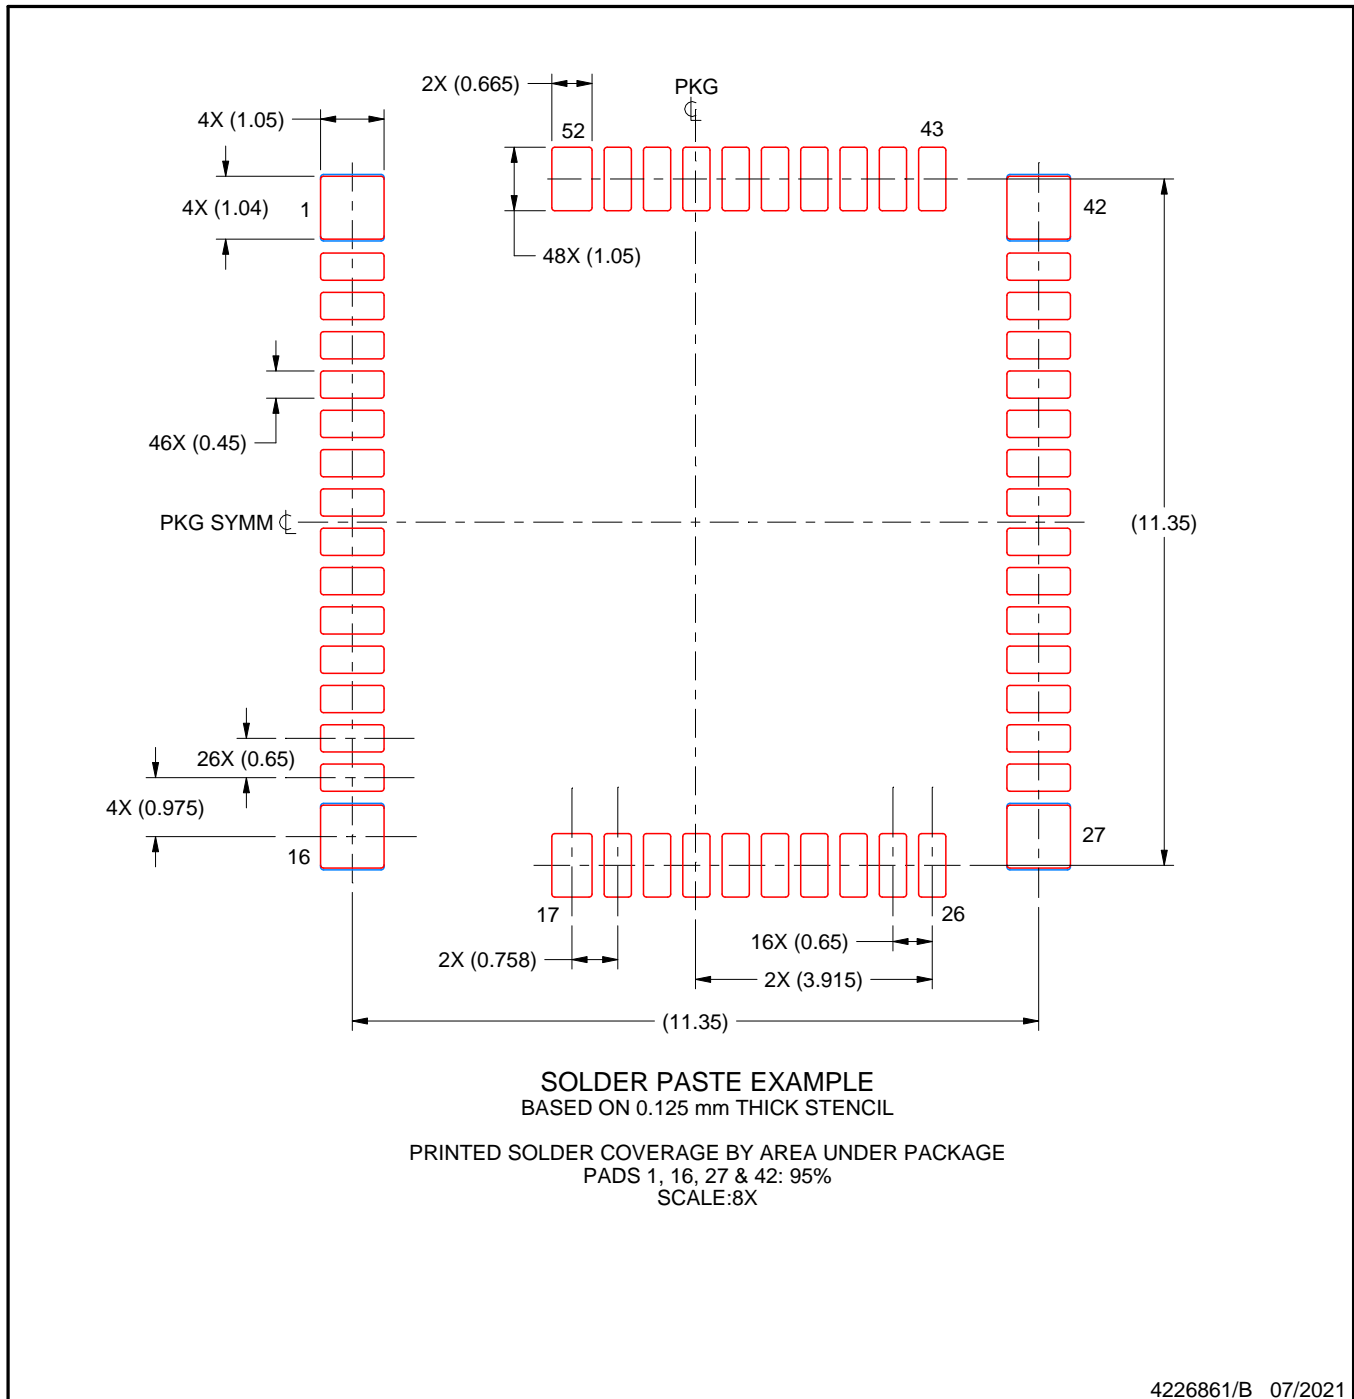 2X (0.665)
PKG
4X (1.05)
52
43
4X (1.04)
1
42
48X (1.05)
46X (0.45)
PKG SYMM
(11.35)
26X (0.65)
4X (0.975)
16
27
17
26
2X (0.758)
16X (0.65)
2X (3.915)
(11.35)
SOLDER PASTE EXAMPLE
BASED ON 0.125 mm THICK STENCIL
PRINTED SOLDER COVERAGE BY AREA UNDER PACKAGE
PADS 1, 16, 27 & 42: 95%
SCALE:8X
4226861/B 07/2021